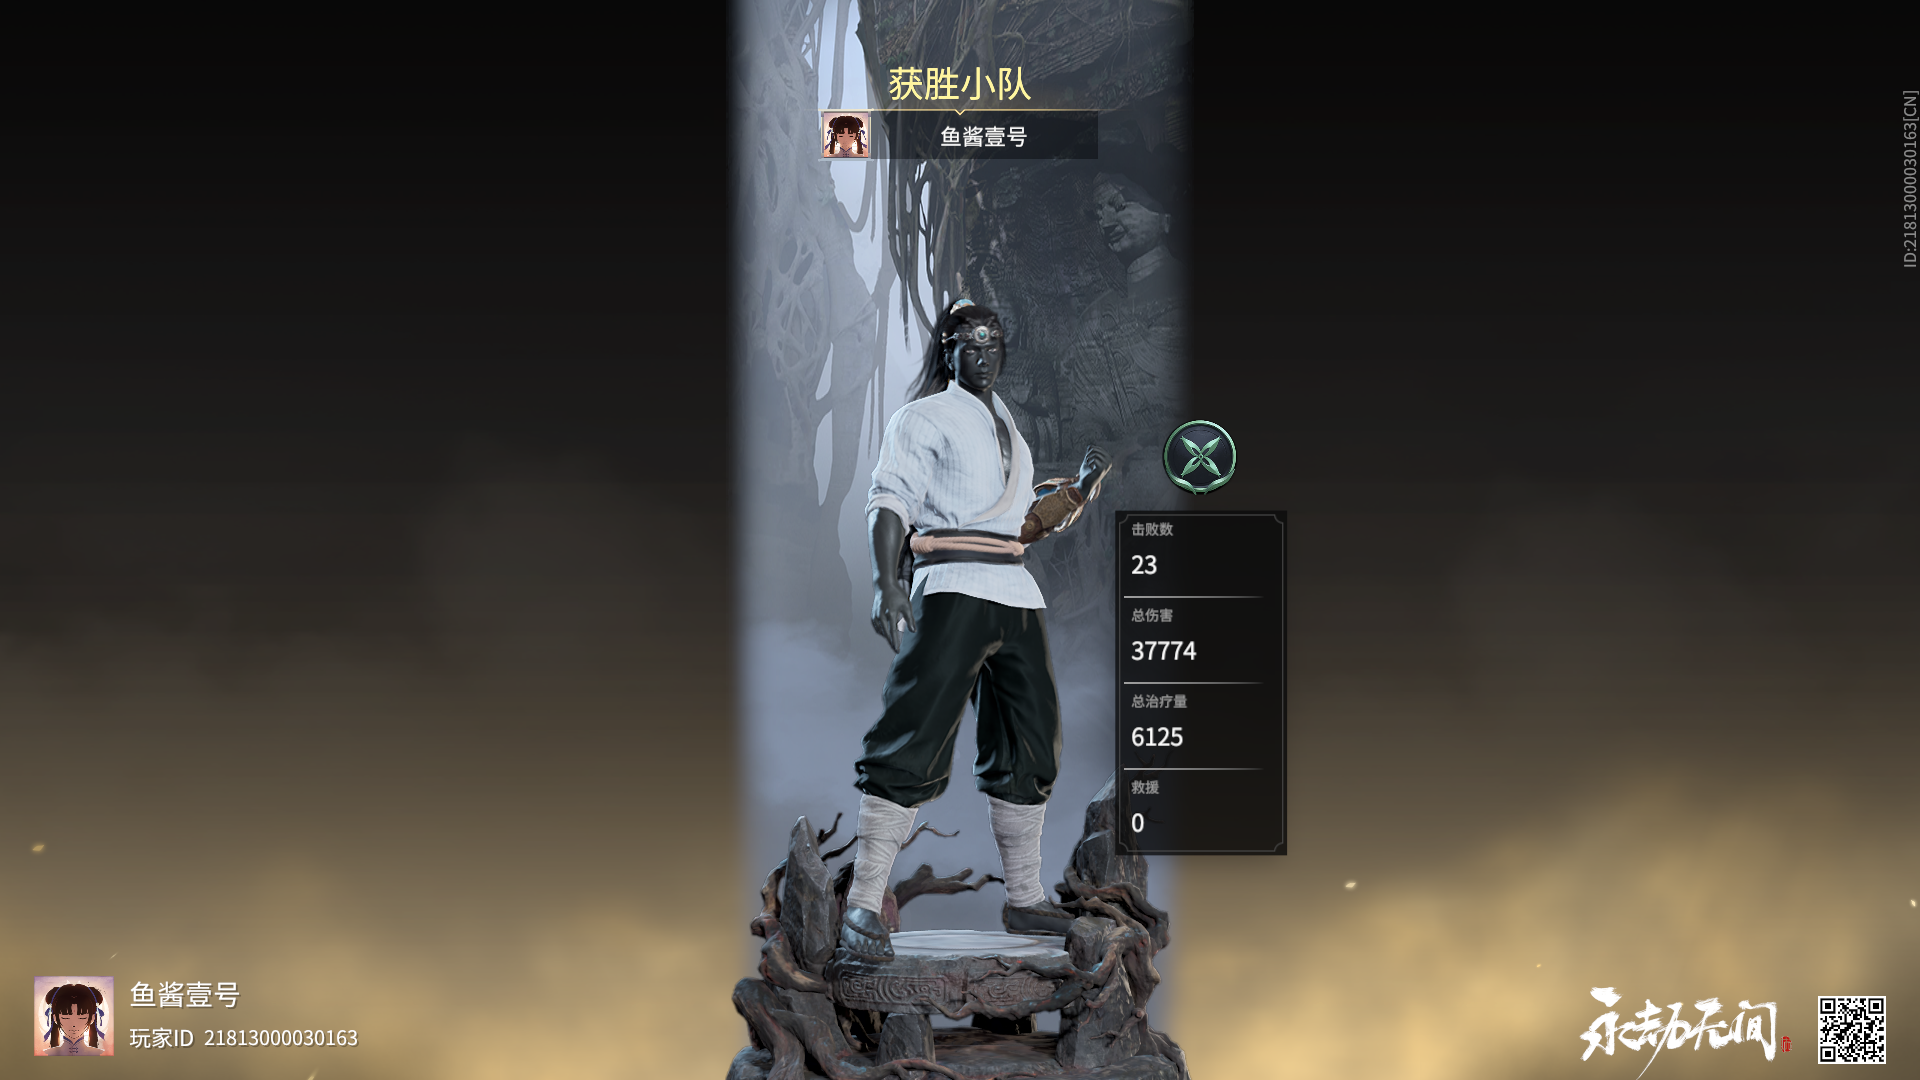 获胜小队
鱼酱壹号
ID:21813000030163[CN]
击败数
23
总伤害
37774
总治疗量
6125
救援
0
鱼酱壹号
玩家ID 21813000030163
永劫无间